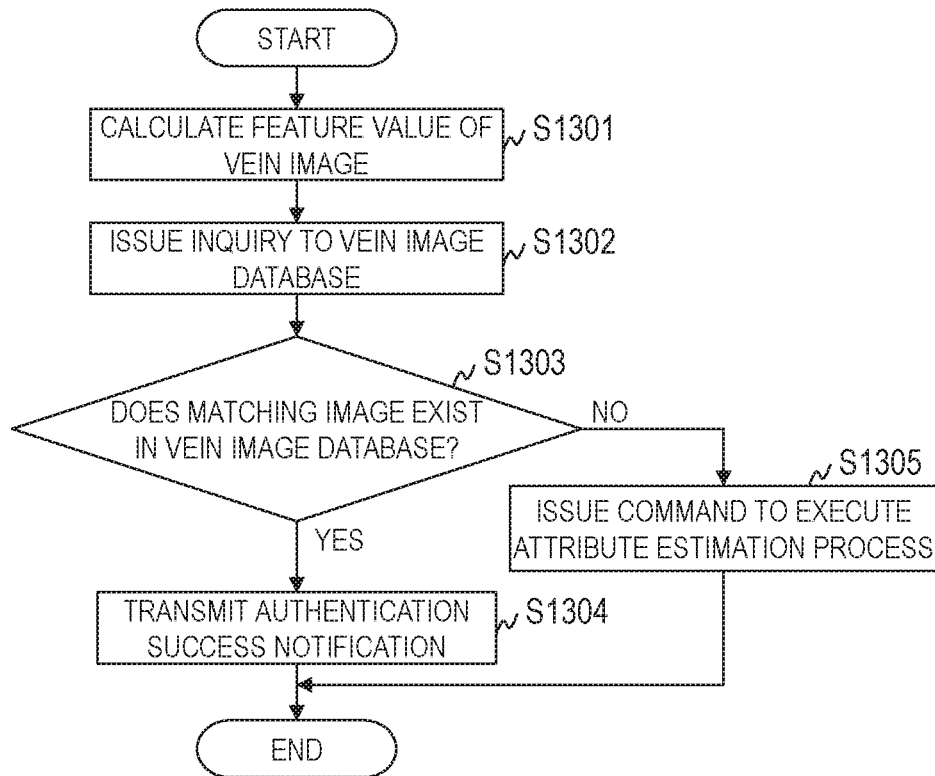 START
CALCULATE FEATURE VALUE OF
VEIN IMAGE
S1301
ISSUE INQUIRY TO VEIN IMAGE
DATABASE
S1302
S1303
DOES MATCHING IMAGE EXIST
IN VEIN IMAGE DATABASE?
NO
S1305
ISSUE COMMAND TO EXECUTE
ATTRIBUTE ESTIMATION PROCESS
YES
TRANSMIT AUTHENTICATION
SUCCESS NOTIFICATION
S1304
END